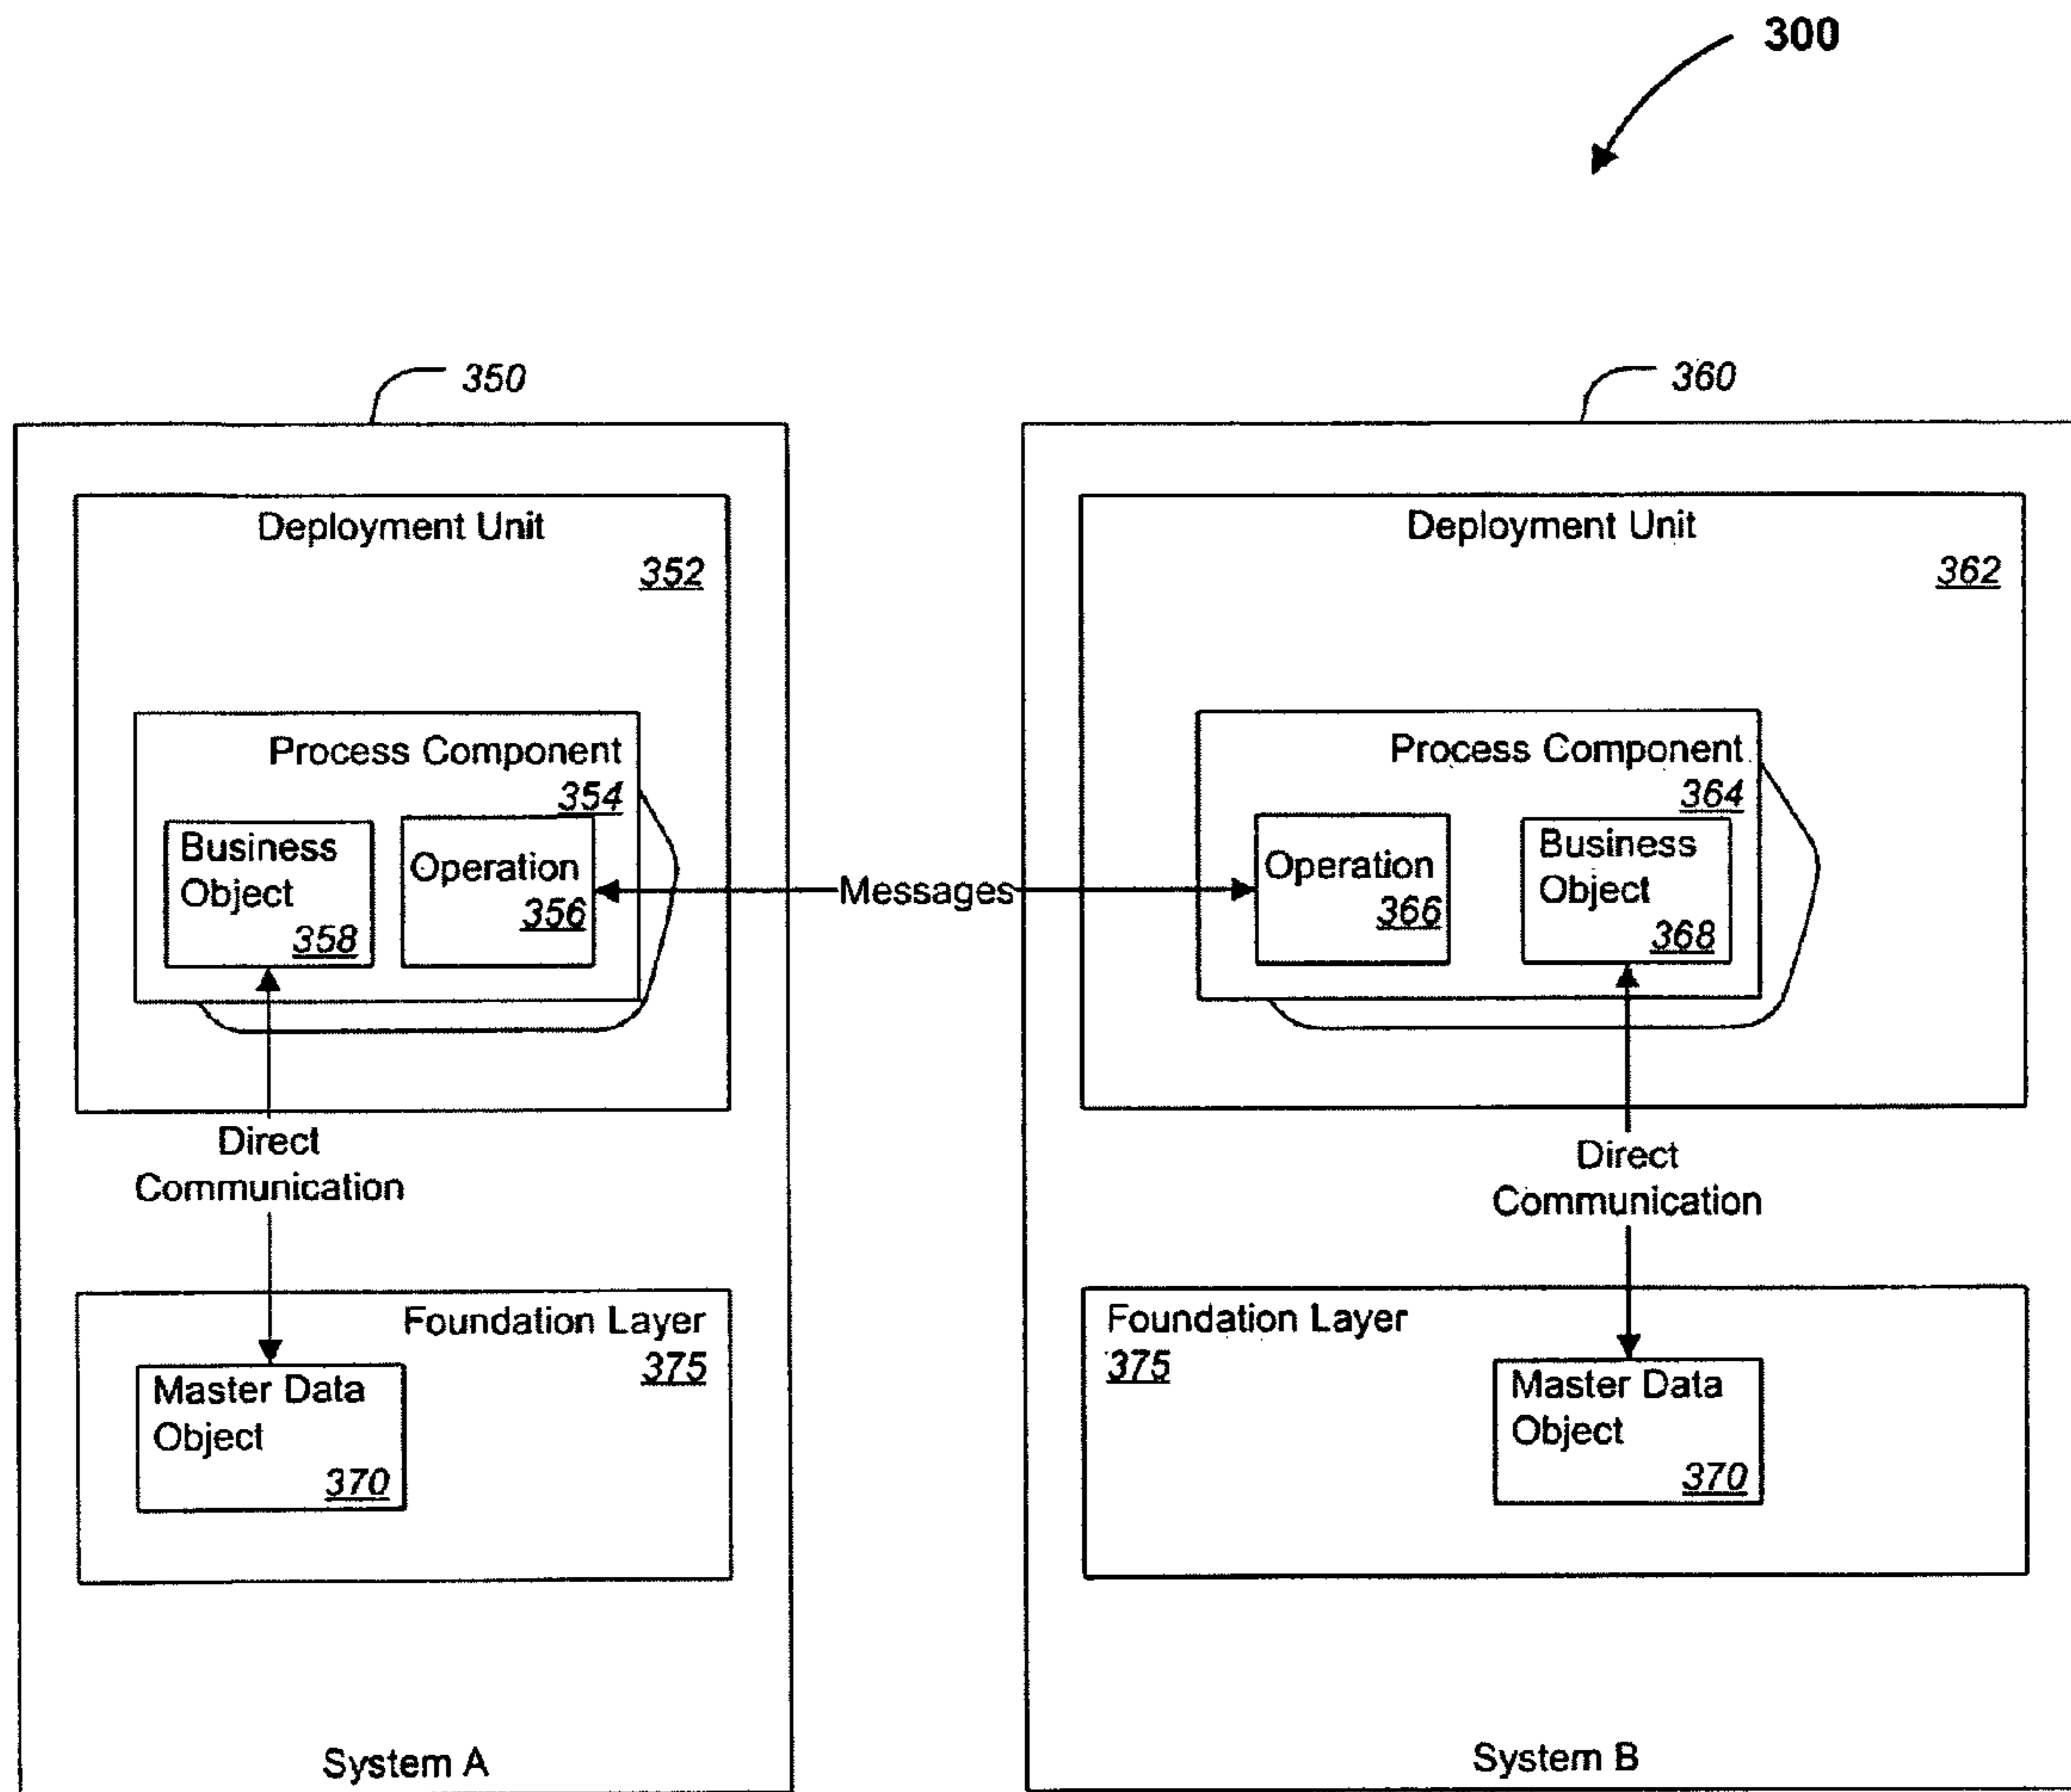 300
350
360
Deployment Unit
352
Process Component
354
Business
Object
358
Operation
356
Messages
Deployment Unit
362
Process Component
364
Operation
366
Business
Object
368
Direct
Communication
Direct
Communication
Foundation Layer
375
Master Data
Object
370
Foundation Layer
375
Master Data
Object
370
System A
System B